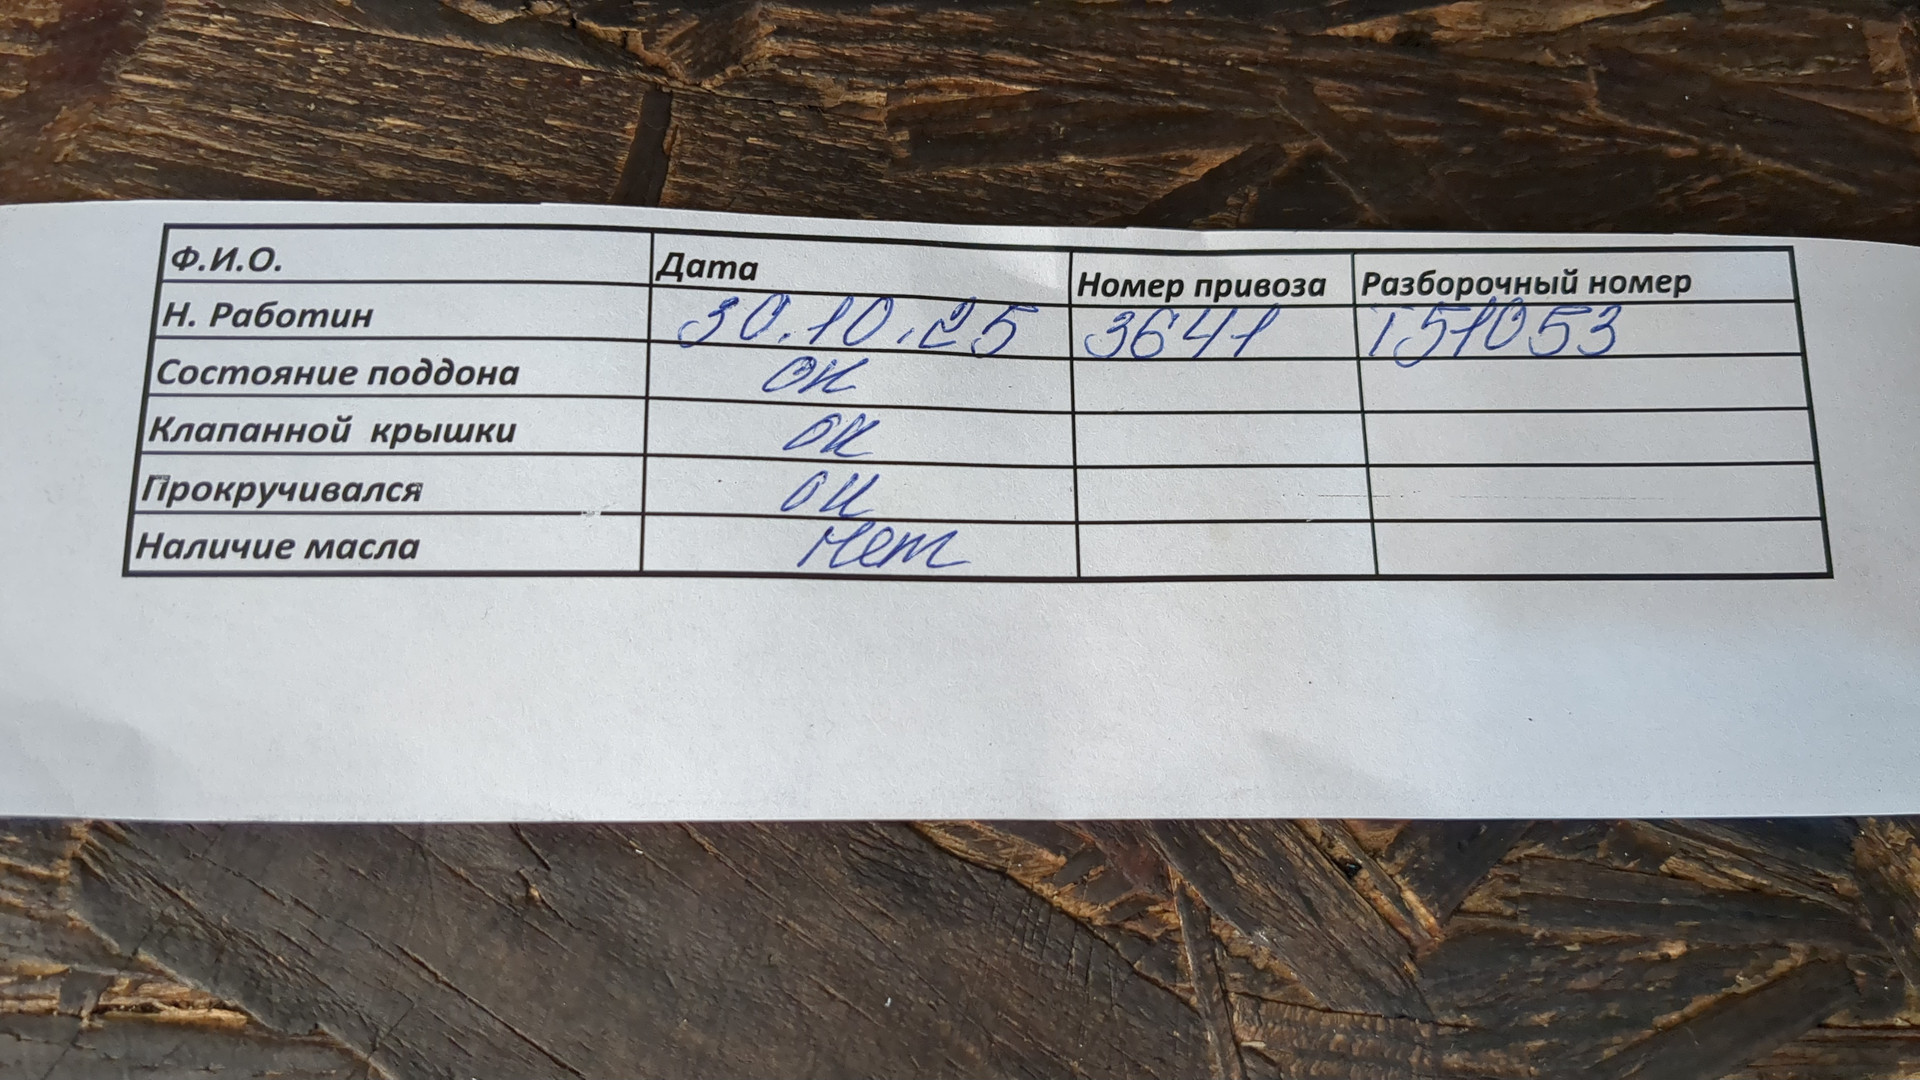 Ф.И.О. Дата Номер привоза Разборочный номер
Н. Работин 30.10.25 3641 T51053
Состояние поддона ок
Клапанной крышки ок
Прокручивался ок
Наличие масла нет